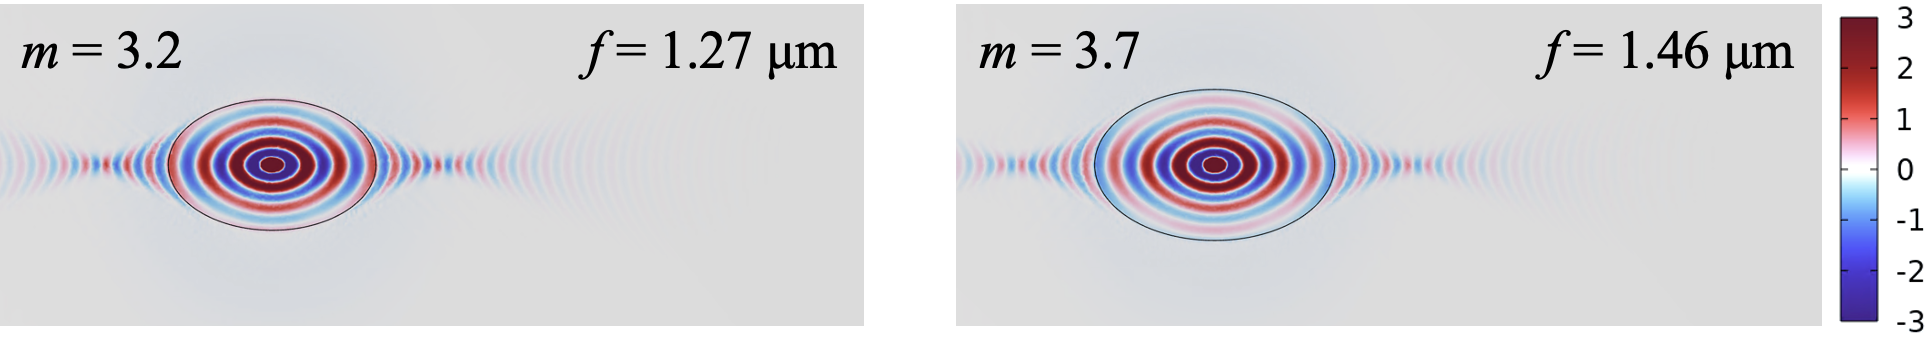 m = 3.2
f = 1.27 μm
m = 3.7
f = 1.46 μm
3
2
1
0
-1
-2
-3